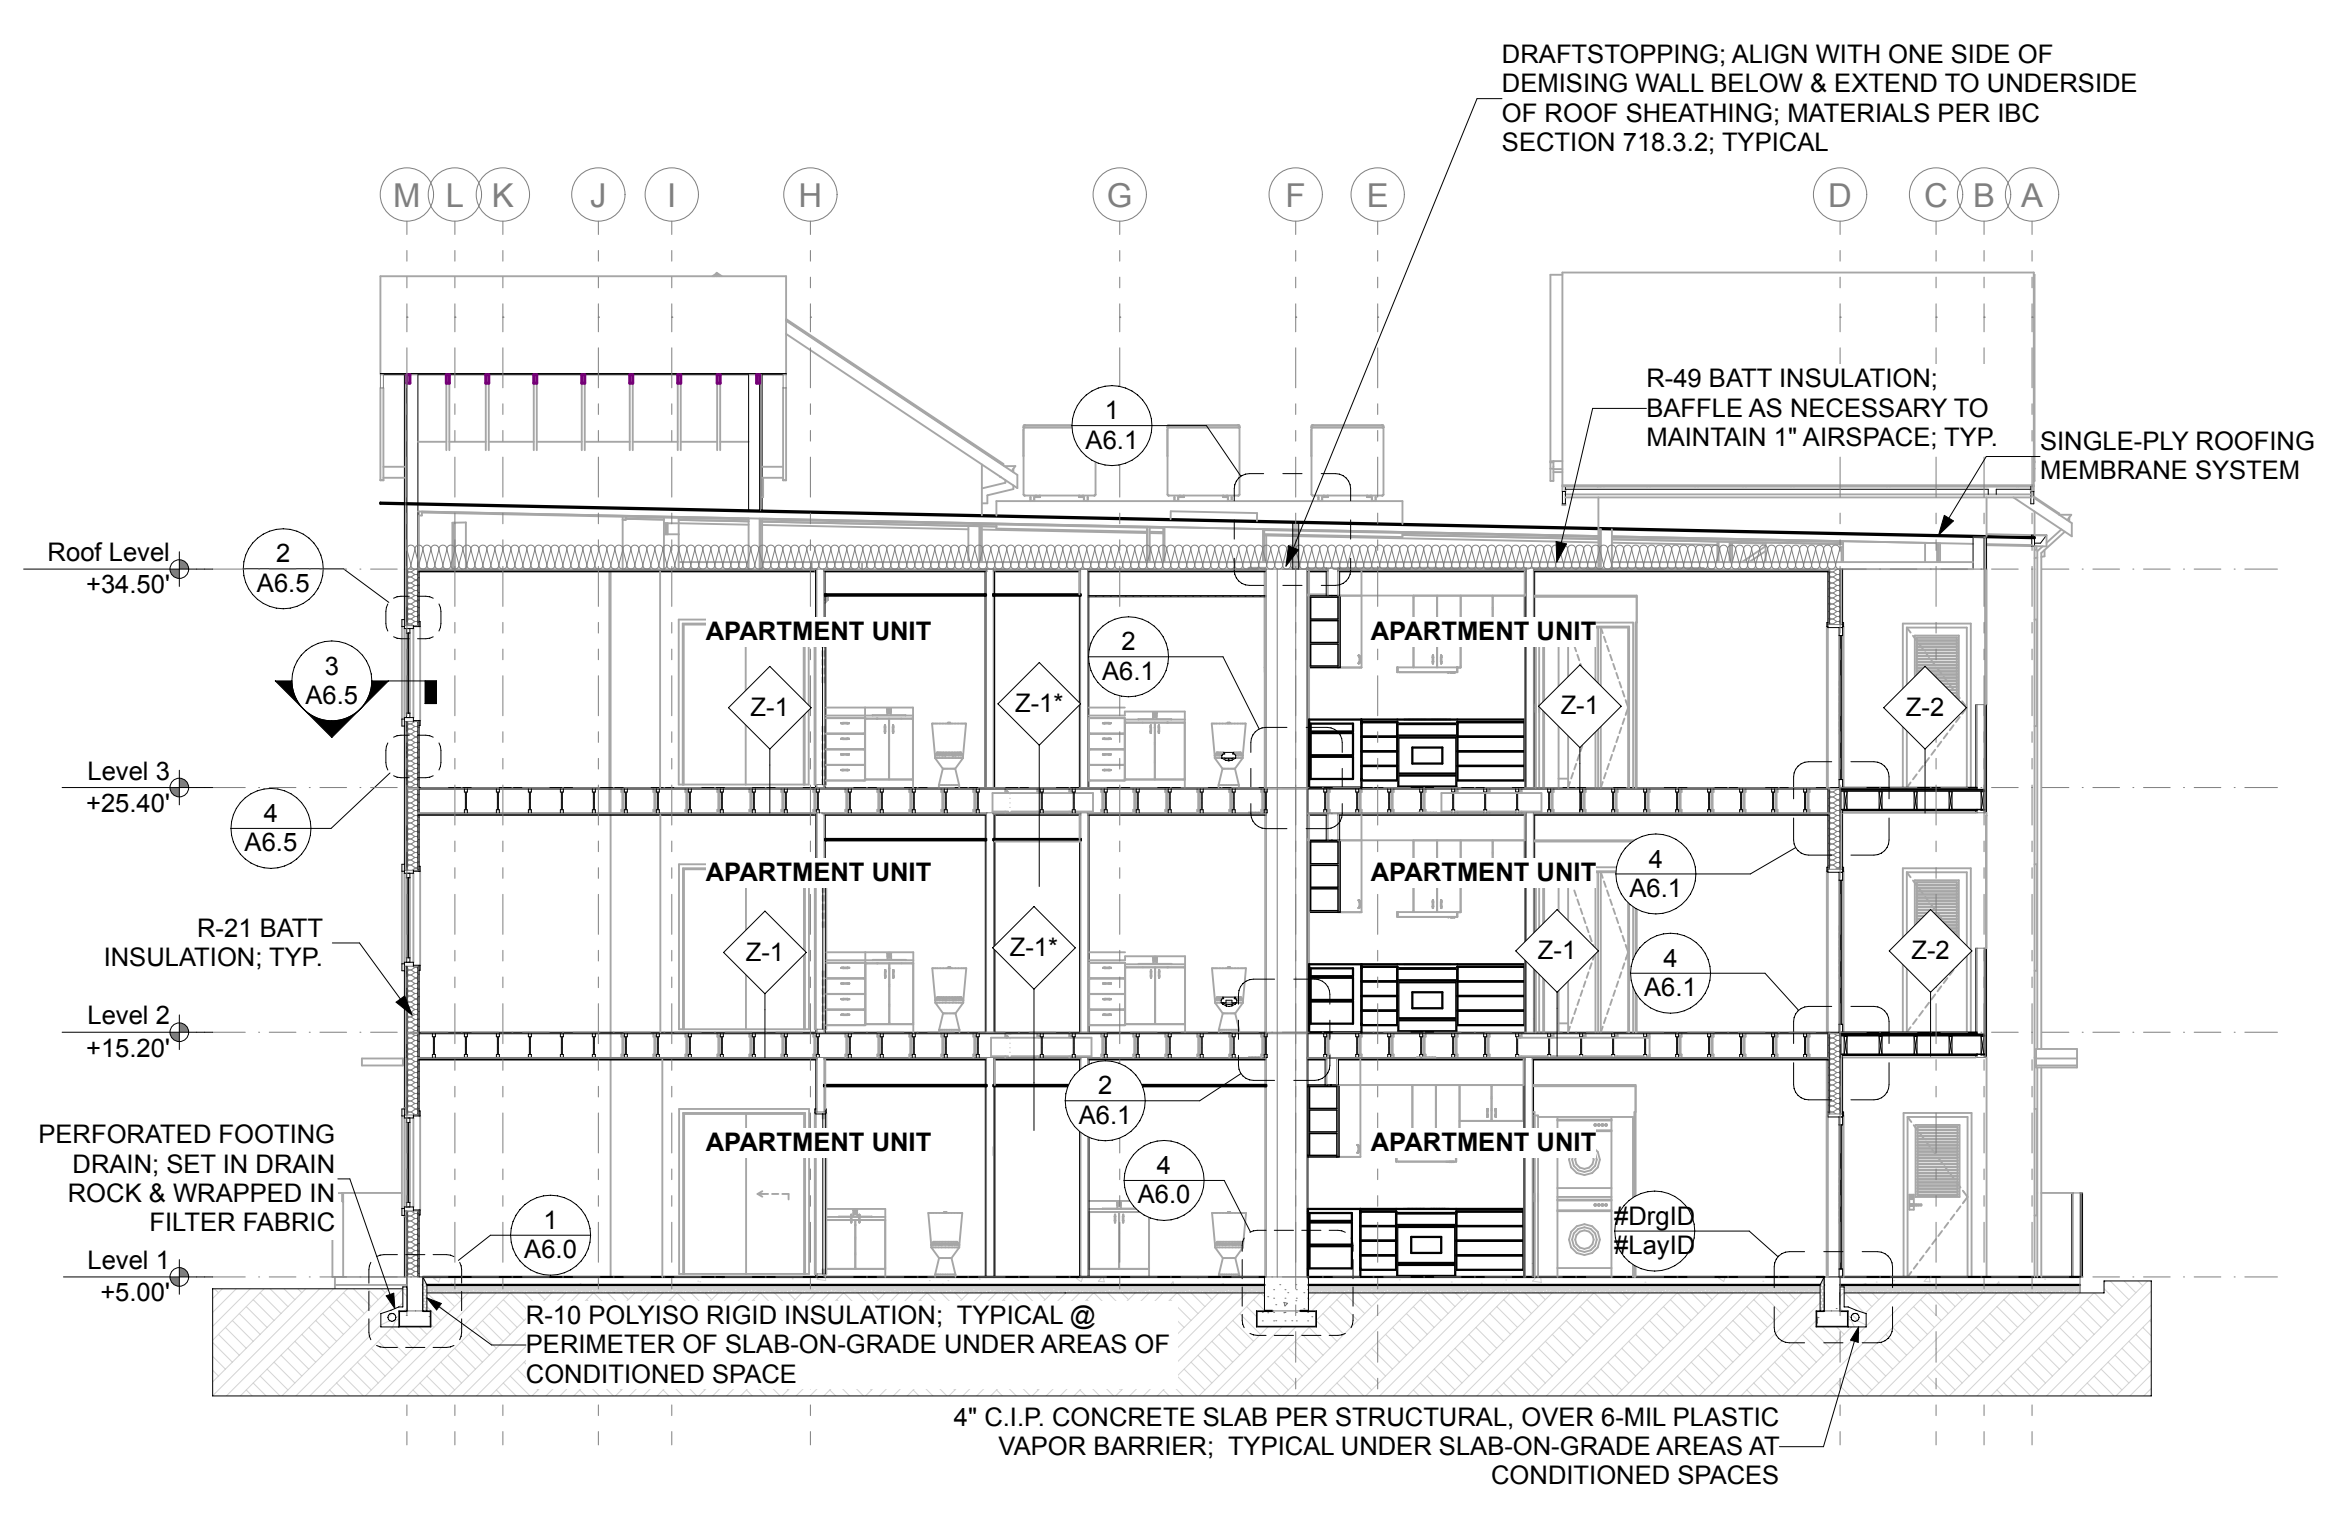 DRAFTSTOPPING; ALIGN WITH ONE SIDE OF
DEMISING WALL BELOW & EXTEND TO UNDERSIDE
OF ROOF SHEATHING; MATERIALS PER IBC
SECTION 718.3.2; TYPICAL
M
L
K
J
I
H
G
F
E
D
C
B
A
R-49 BATT INSULATION;
BAFFLE AS NECESSARY TO
MAINTAIN 1" AIRSPACE; TYP.
1
A6.1
SINGLE-PLY ROOFING
MEMBRANE SYSTEM
Roof Level
+34.50'
2
A6.5
APARTMENT UNIT
APARTMENT UNIT
3
A6.5
2
A6.1
Z-1
Z-1*
Z-1
Z-2
Level 3
+25.40'
4
A6.5
APARTMENT UNIT
APARTMENT UNIT
4
A6.1
R-21 BATT
INSULATION; TYP.
Z-1
Z-1*
Z-1
4
A6.1
Z-2
Level 2
+15.20'
2
A6.1
PERFORATED FOOTING
DRAIN; SET IN DRAIN
ROCK & WRAPPED IN
FILTER FABRIC
APARTMENT UNIT
APARTMENT UNIT
4
A6.0
1
A6.0
#DrgID
#LayID
Level 1
+5.00'
R-10 POLYISO RIGID INSULATION; TYPICAL @
PERIMETER OF SLAB-ON-GRADE UNDER AREAS OF
CONDITIONED SPACE
4" C.I.P. CONCRETE SLAB PER STRUCTURAL, OVER 6-MIL PLASTIC
VAPOR BARRIER; TYPICAL UNDER SLAB-ON-GRADE AREAS AT
CONDITIONED SPACES